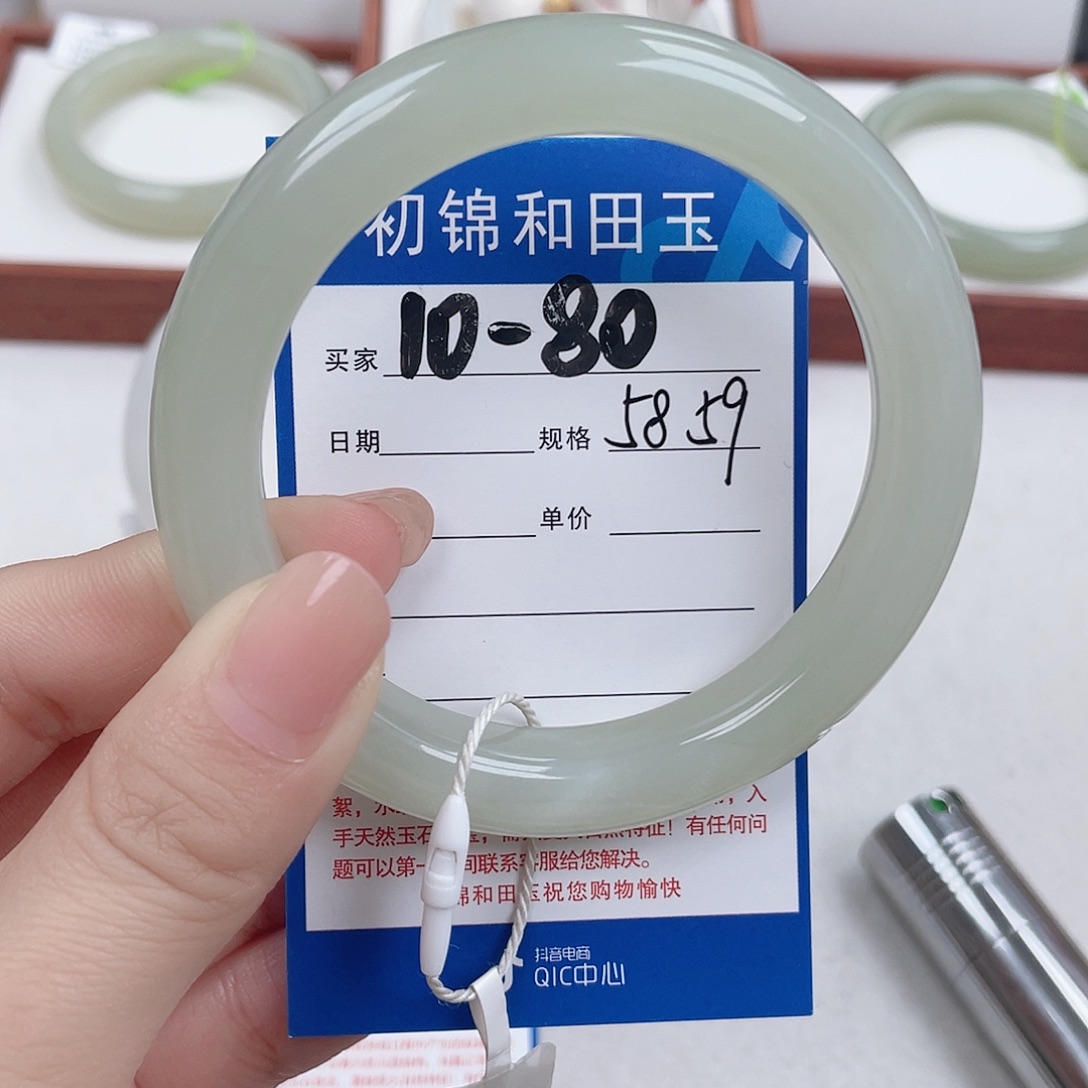 初锦和田玉
买家 10-80
日期 规格 58 59
单价
手天然玉石
有任何问
题可以第一 间联系客服给您解决。
锦和田玉祝您购物愉快
抖音电商
QIC中心